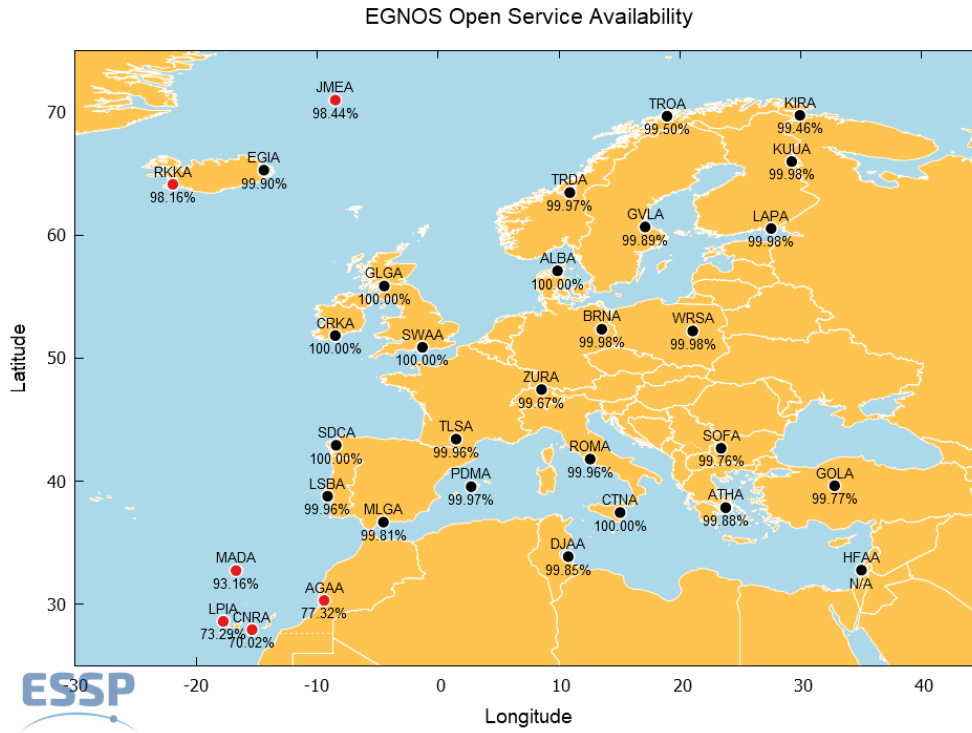 EGNOS Open Service Availability
JMEA
98.44%
TROA
99.50%
KIRA
99.46%
EGIA
99.90%
RKKA
98.16%
KUUA
99.98%
TRDA
99.97%
GVLA
99.89%
LAPA
99.98%
ALBA
100.00%
GLGA
100.00%
CRKA
100.00%
SWAA
100.00%
BRNA
99.98%
WRSA
99.98%
ZURA
99.67%
SDCA
100.00%
TLSA
99.96%
ROMA
99.96%
SOFA
99.76%
LSBA
99.96%
PDMA
99.97%
MLGA
99.81%
CTNA
100.00%
ATHA
99.88%
GOLA
99.77%
DJAA
99.85%
HFAA
N/A
MADA
93.16%
AGAA
77.32%
LPIA
73.29%
CNRA
70.02%
70
60
50
40
30
Latitude
-30
-20
-10
0
10
20
30
40
Longitude
ESSP